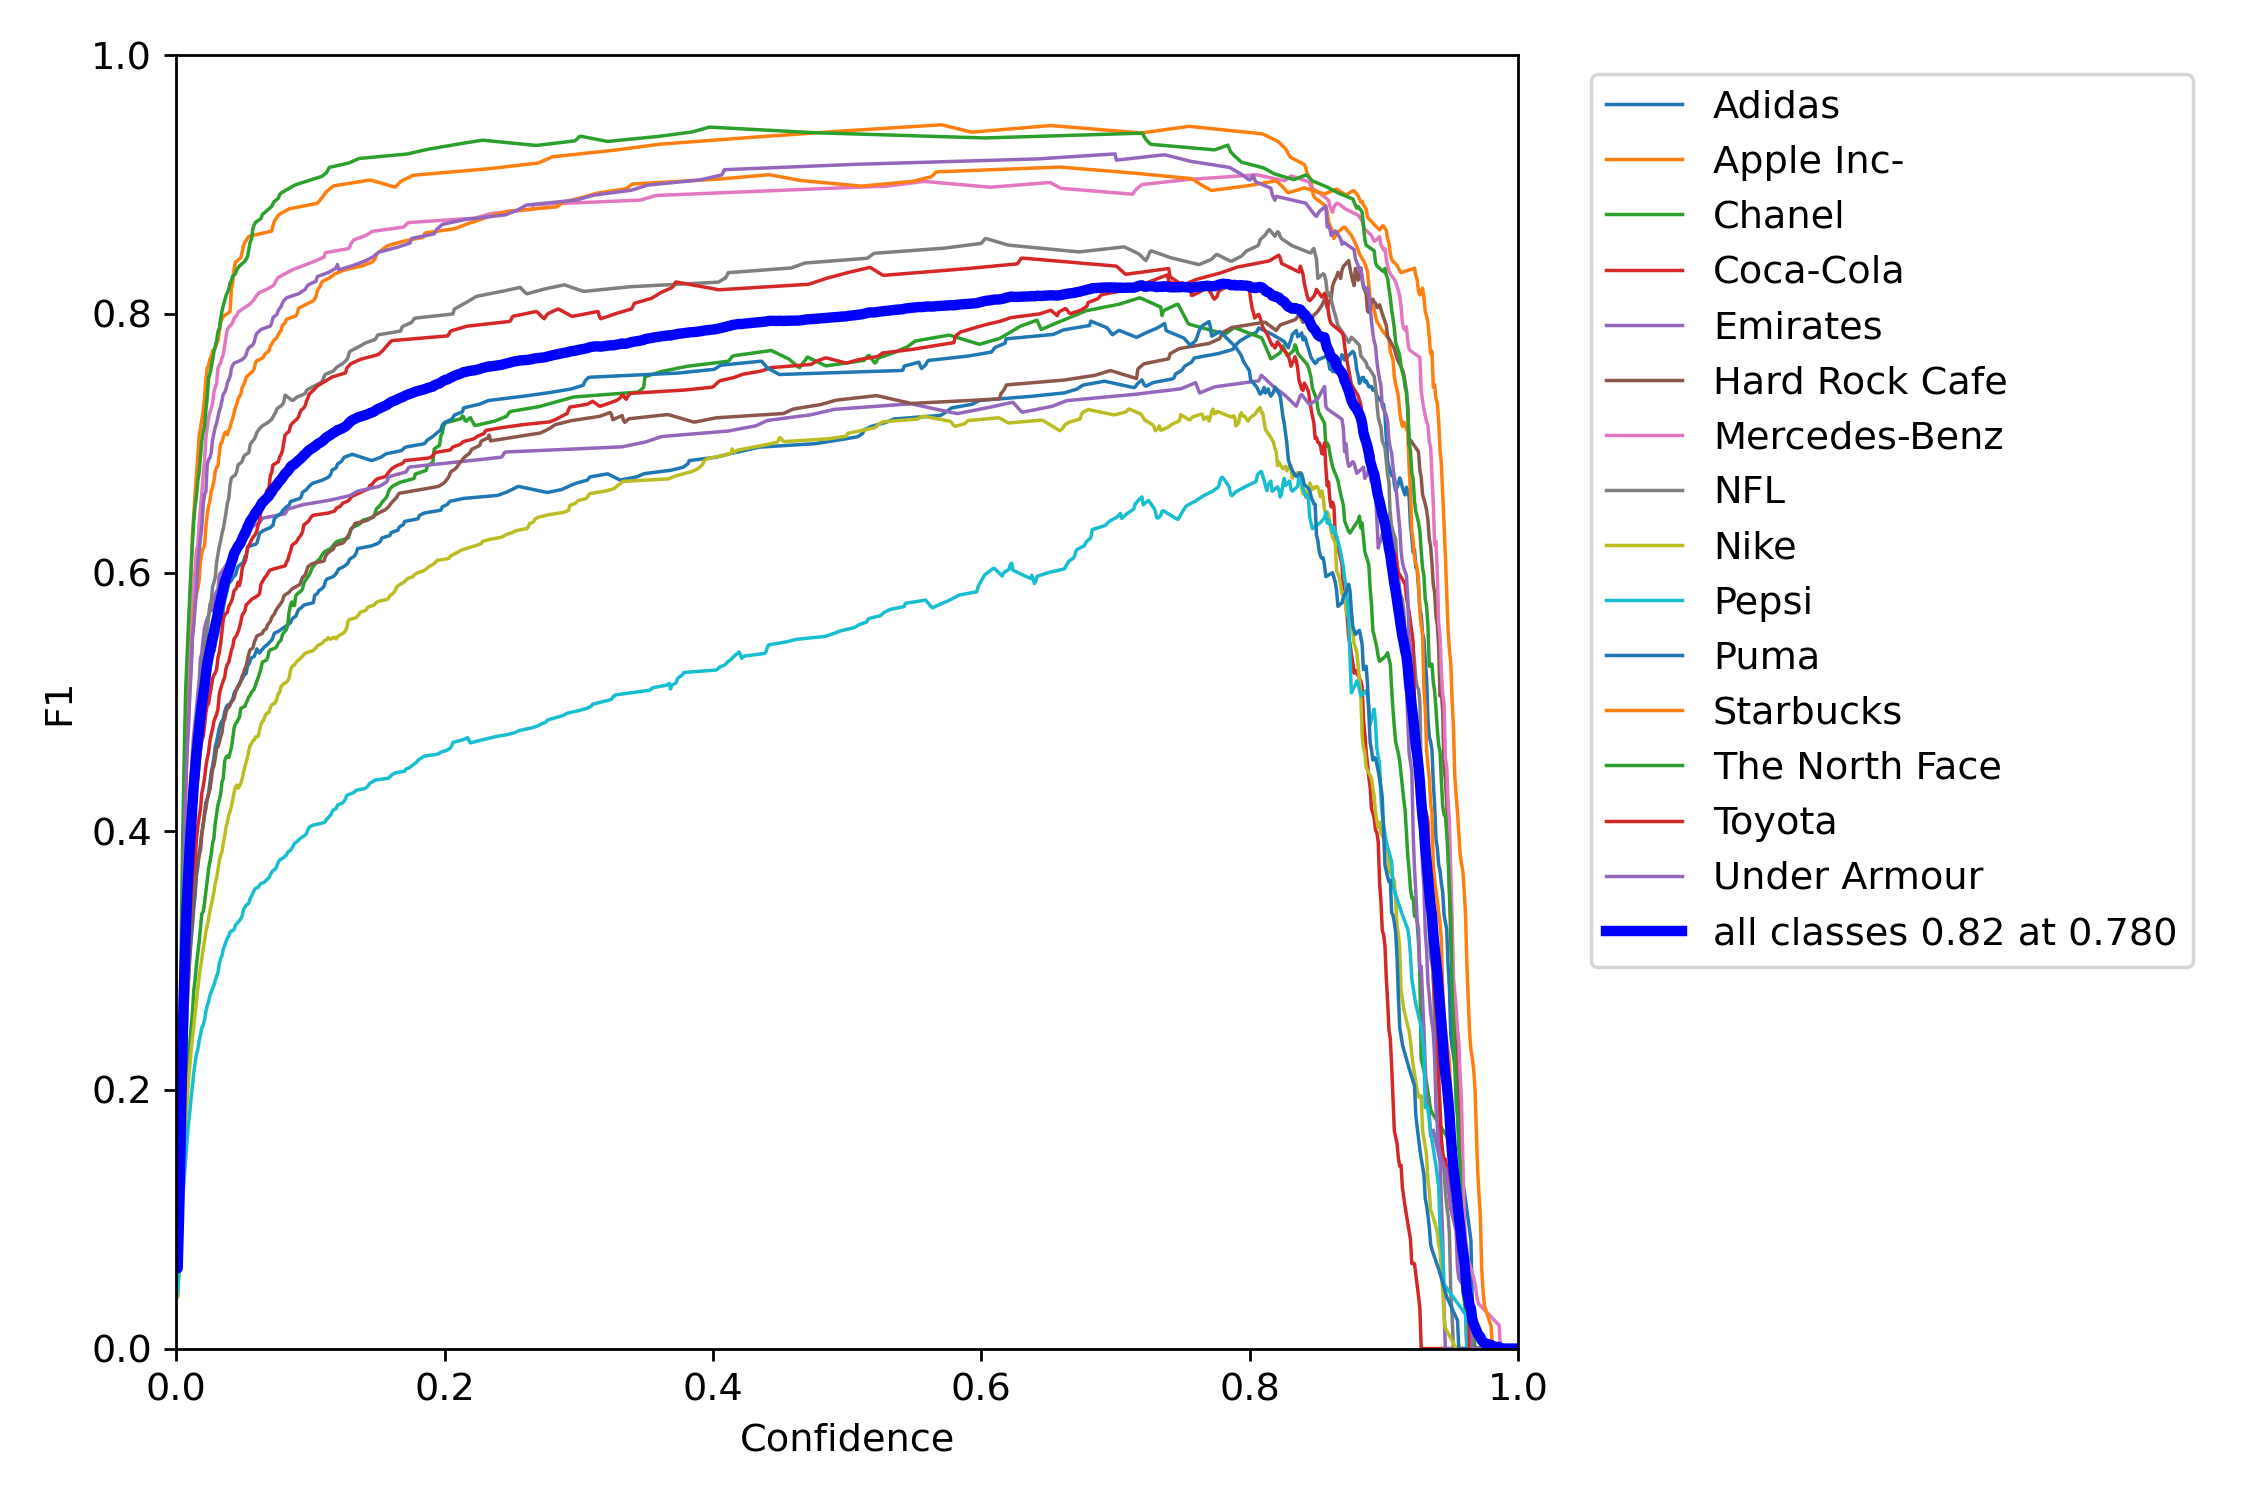 1.0
0.8
0.6
0.4
0.2
0.0
F1
0.0 0.2 0.4 0.6 0.8 1.0
Confidence
Adidas
Apple Inc-
Chanel
Coca-Cola
Emirates
Hard Rock Cafe
Mercedes-Benz
NFL
Nike
Pepsi
Puma
Starbucks
The North Face
Toyota
Under Armour
all classes 0.82 at 0.780